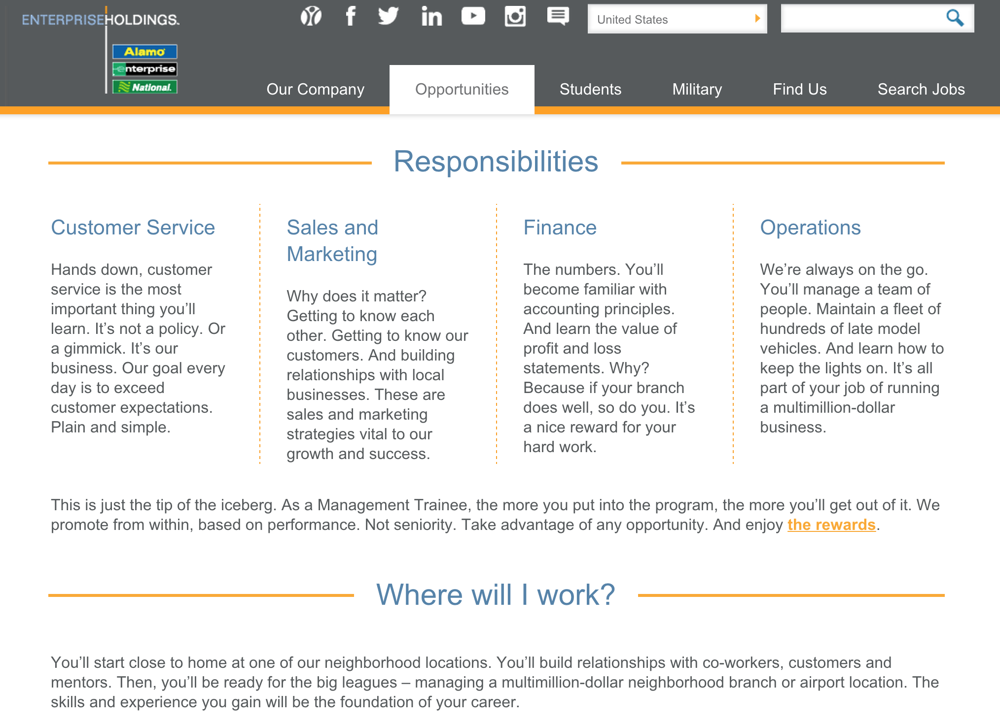 ENTERPRISEHOLDINGS.
United States
Alamo
enterprise
National.
Our Company
Opportunities
Students
Military
Find Us
Search Jobs
Responsibilities
Customer Service
Hands down, customer
service is the most
important thing you’ll
learn. It’s not a policy. Or
a gimmick. It’s our
business. Our goal every
day is to exceed
customer expectations.
Plain and simple.
Sales and
Marketing
Why does it matter?
Getting to know each
other. Getting to know our
customers. And building
relationships with local
businesses. These are
sales and marketing
strategies vital to our
growth and success.
Finance
The numbers. You’ll
become familiar with
accounting principles.
And learn the value of
profit and loss
statements. Why?
Because if your branch
does well, so do you. It’s
a nice reward for your
hard work.
Operations
We’re always on the go.
You’ll manage a team of
people. Maintain a fleet of
hundreds of late model
vehicles. And learn how to
keep the lights on. It’s all
part of your job of running
a multimillion-dollar
business.
This is just the tip of the iceberg. As a Management Trainee, the more you put into the program, the more you’ll get out of it. We
promote from within, based on performance. Not seniority. Take advantage of any opportunity. And enjoy the rewards.
Where will I work?
You’ll start close to home at one of our neighborhood locations. You’ll build relationships with co-workers, customers and
mentors. Then, you’ll be ready for the big leagues – managing a multimillion-dollar neighborhood branch or airport location. The
skills and experience you gain will be the foundation of your career.